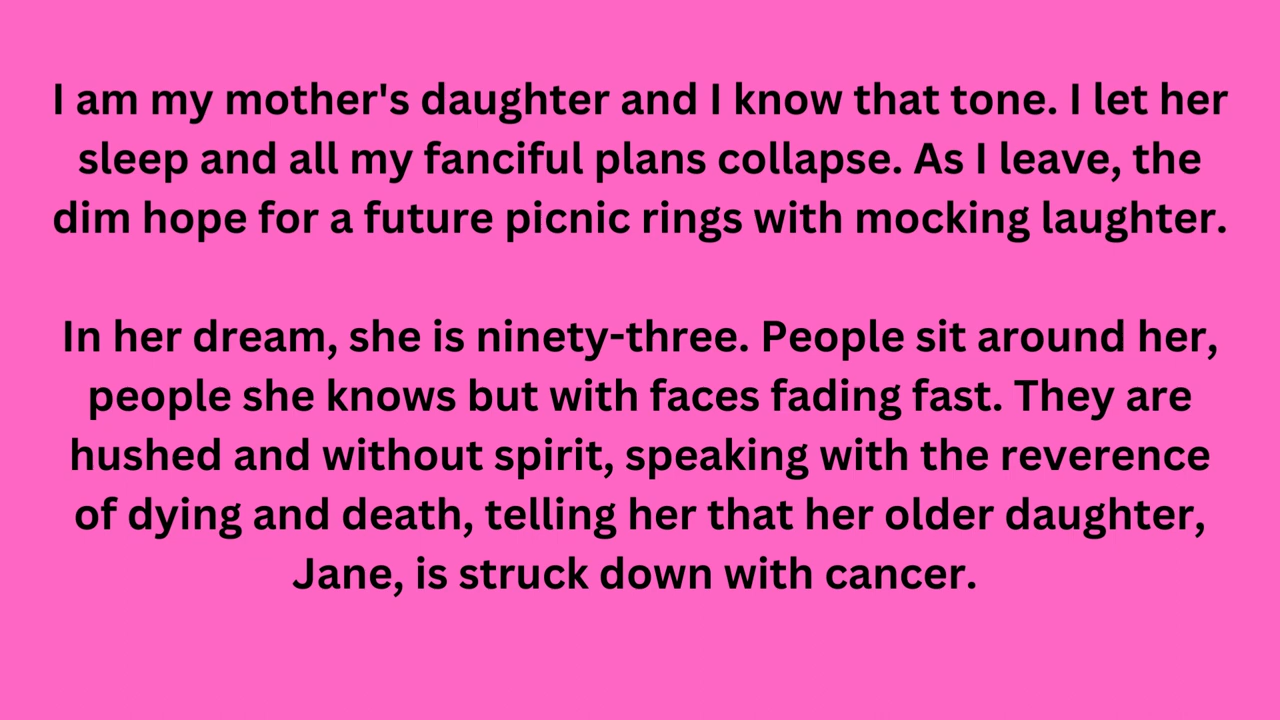 I am my mother's daughter and I know that tone. I let her
sleep and all my fanciful plans collapse. As I leave, the
dim hope for a future picnic rings with mocking laughter.
In her dream, she is ninety-three. People sit around her,
people she knows but with faces fading fast. They are
hushed and without spirit, speaking with the reverence
of dying and death, telling her that her older daughter,
Jane, is struck down with cancer.